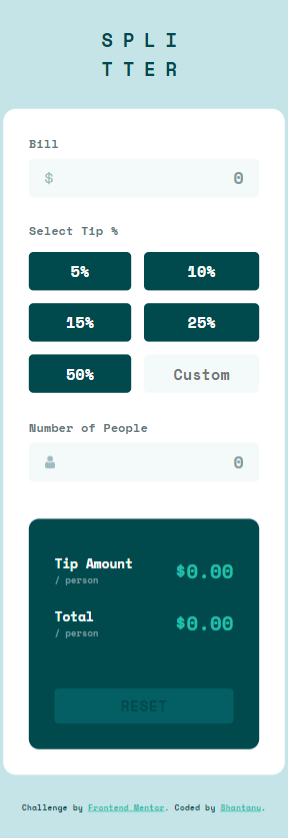 SPLI
TTER
Bill
$ 0
Select Tip %
5% 10%
15% 25%
50% Custom
Number of People
0
Tip Amount $0.00
/ person
Total $0.00
/ person
RESET
Challenge by Frontend Mentor. Coded by Shantanu.